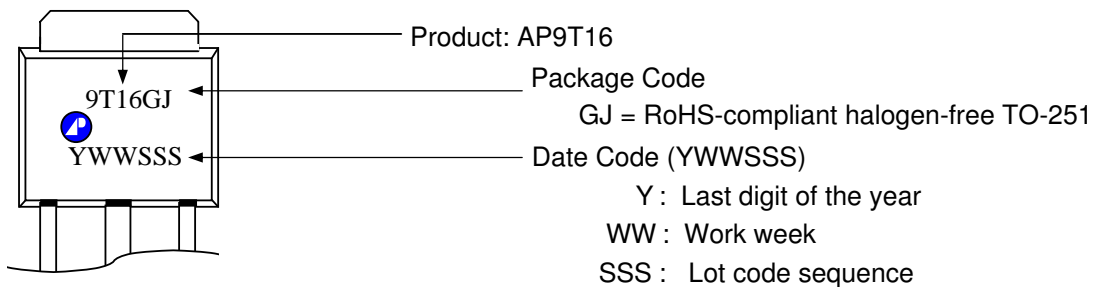 Product: AP9T16
Package Code
9T16GJ
GJ = RoHS-compliant halogen-free TO-251
AP
YWWSSS
Date Code (YWWSSS)
Y : Last digit of the year
WW : Work week
SSS : Lot code sequence